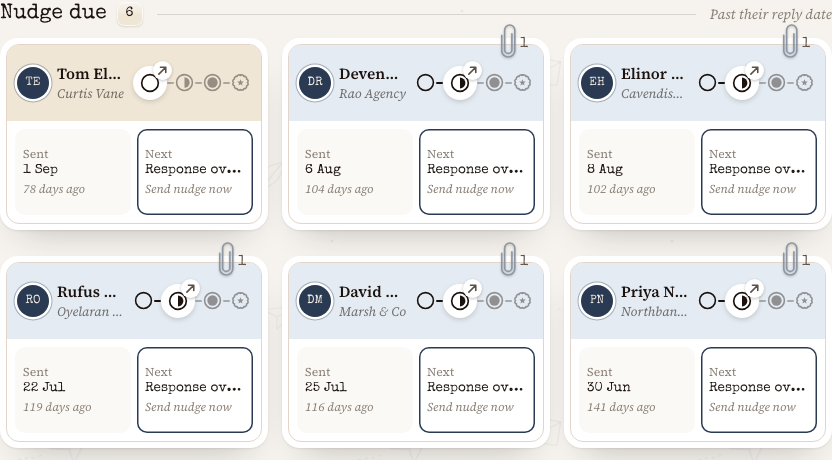 Nudge due 6
Past their reply date
TE Tom El...
Curtis Vane
Sent
1 Sep
78 days ago
Next
Response ov...
Send nudge now
1
DR Deven...
Rao Agency
Sent
6 Aug
104 days ago
Next
Response ov...
Send nudge now
1
EH Elinor ...
Cavendis...
Sent
8 Aug
102 days ago
Next
Response ov...
Send nudge now
1
RO Rufus ...
Oyelaran ...
Sent
22 Jul
119 days ago
Next
Response ov...
Send nudge now
1
DM David ...
Marsh & Co
Sent
25 Jul
116 days ago
Next
Response ov...
Send nudge now
1
PN Priya N...
Northban...
Sent
30 Jun
141 days ago
Next
Response ov...
Send nudge now